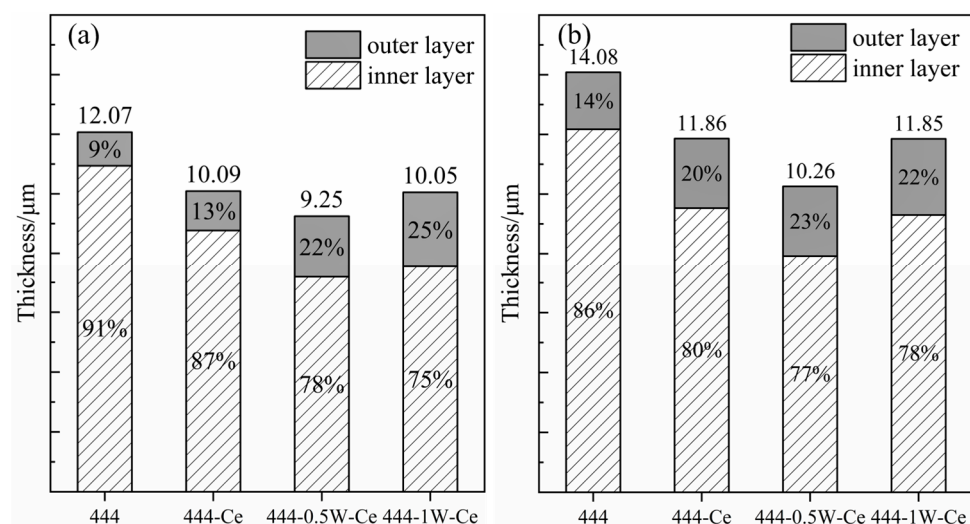 (a)
outer layer
inner layer
12.07
9%
91%
10.09
13%
87%
9.25
22%
78%
10.05
25%
75%
Thickness/μm
444
444-Ce
444-0.5W-Ce
444-1W-Ce
(b)
outer layer
inner layer
14.08
14%
86%
11.86
20%
80%
10.26
23%
77%
11.85
22%
78%
Thickness/μm
444
444-Ce
444-0.5W-Ce
444-1W-Ce